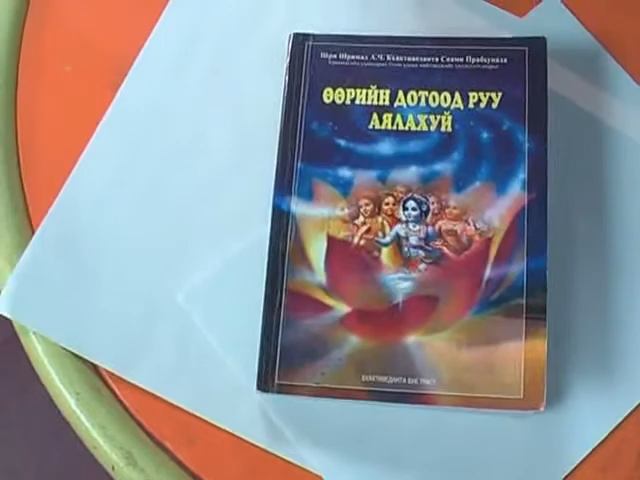 Шри Шримад А.Ч. Бхактиведанта Свами Прабхупада
ӨӨРИЙН ДОТООД РУУ
АЯЛАХУЙ
БХАКТИВЕДАНТА БУК ТРАСТ